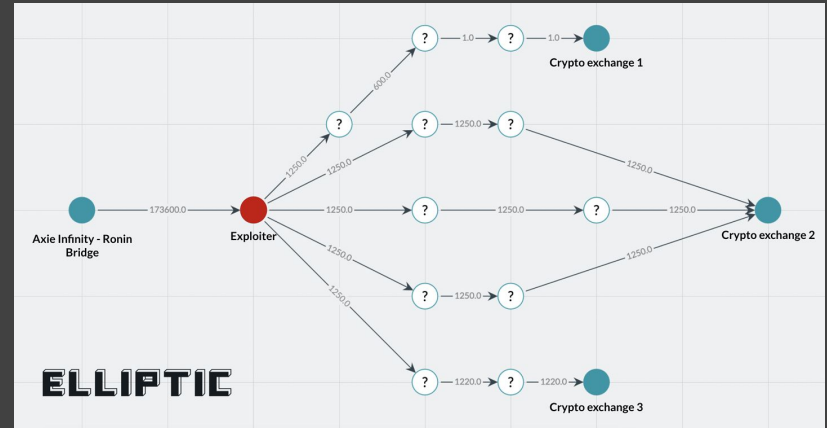 ? 1.0 ? 1.0
Crypto exchange 1
600.0
? 1250.0 ? 1250.0
? 1250.0 1250.0
173600.0 1250.0 ? 1250.0 ? 1250.0
Axie Infinity - Ronin
Bridge
Exploiter
Crypto exchange 2
1250.0 1250.0
? 1250.0 ?
1250.0
ELLIPTIC
? 1220.0 ? 1220.0
Crypto exchange 3